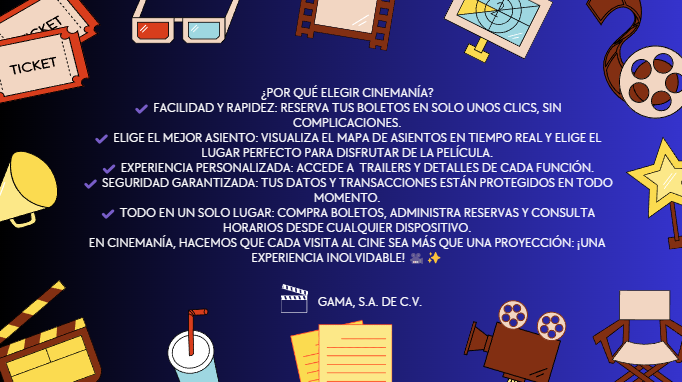 TICKET
TICKET
¿POR QUÉ ELEGIR CINEMANÍA?
✔ FACILIDAD Y RAPIDEZ: RESERVA TUS BOLETOS EN SOLO UNOS CLICS, SIN
COMPLICACIONES.
✔ ELIGE EL MEJOR ASIENTO: VISUALIZA EL MAPA DE ASIENTOS EN TIEMPO REAL Y ELIGE EL
LUGAR PERFECTO PARA DISFRUTAR DE LA PELÍCULA.
✔ EXPERIENCIA PERSONALIZADA: ACCEDE A TRAILERS Y DETALLES DE CADA FUNCIÓN.
✔ SEGURIDAD GARANTIZADA: TUS DATOS Y TRANSACCIONES ESTÁN PROTEGIDOS EN TODO
MOMENTO.
✔ TODO EN UN SOLO LUGAR: COMPRA BOLETOS, ADMINISTRA RESERVAS Y CONSULTA
HORARIOS DESDE CUALQUIER DISPOSITIVO.
EN CINEMANÍA, HACEMOS QUE CADA VISITA AL CINE SEA MÁS QUE UNA PROYECCIÓN: ¡UNA
EXPERIENCIA INOLVIDABLE! 🎥 ✨
GAMA, S.A. DE C.V.